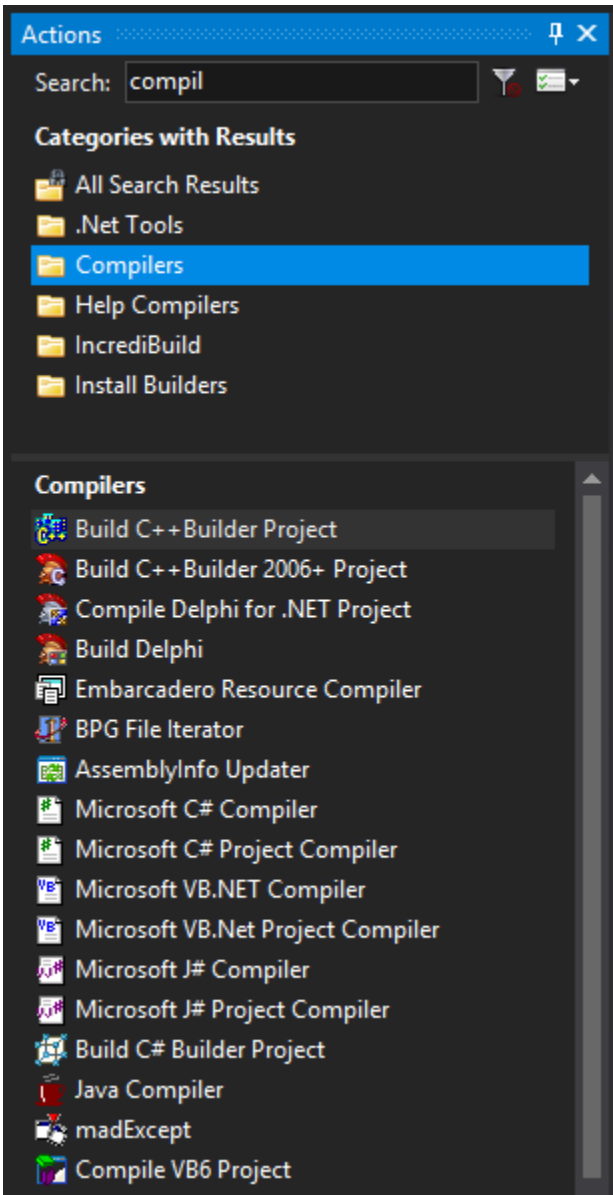 Actions
Search: compil
Categories with Results
All Search Results
.Net Tools
Compilers
Help Compilers
IncrediBuild
Install Builders
Compilers
Build C++Builder Project
Build C++Builder 2006+ Project
Compile Delphi for .NET Project
Build Delphi
Embarcadero Resource Compiler
BPG File Iterator
AssemblyInfo Updater
Microsoft C# Compiler
Microsoft C# Project Compiler
Microsoft VB.NET Compiler
Microsoft VB.Net Project Compiler
Microsoft J# Compiler
Microsoft J# Project Compiler
Build C# Builder Project
Java Compiler
madExcept
Compile VB6 Project